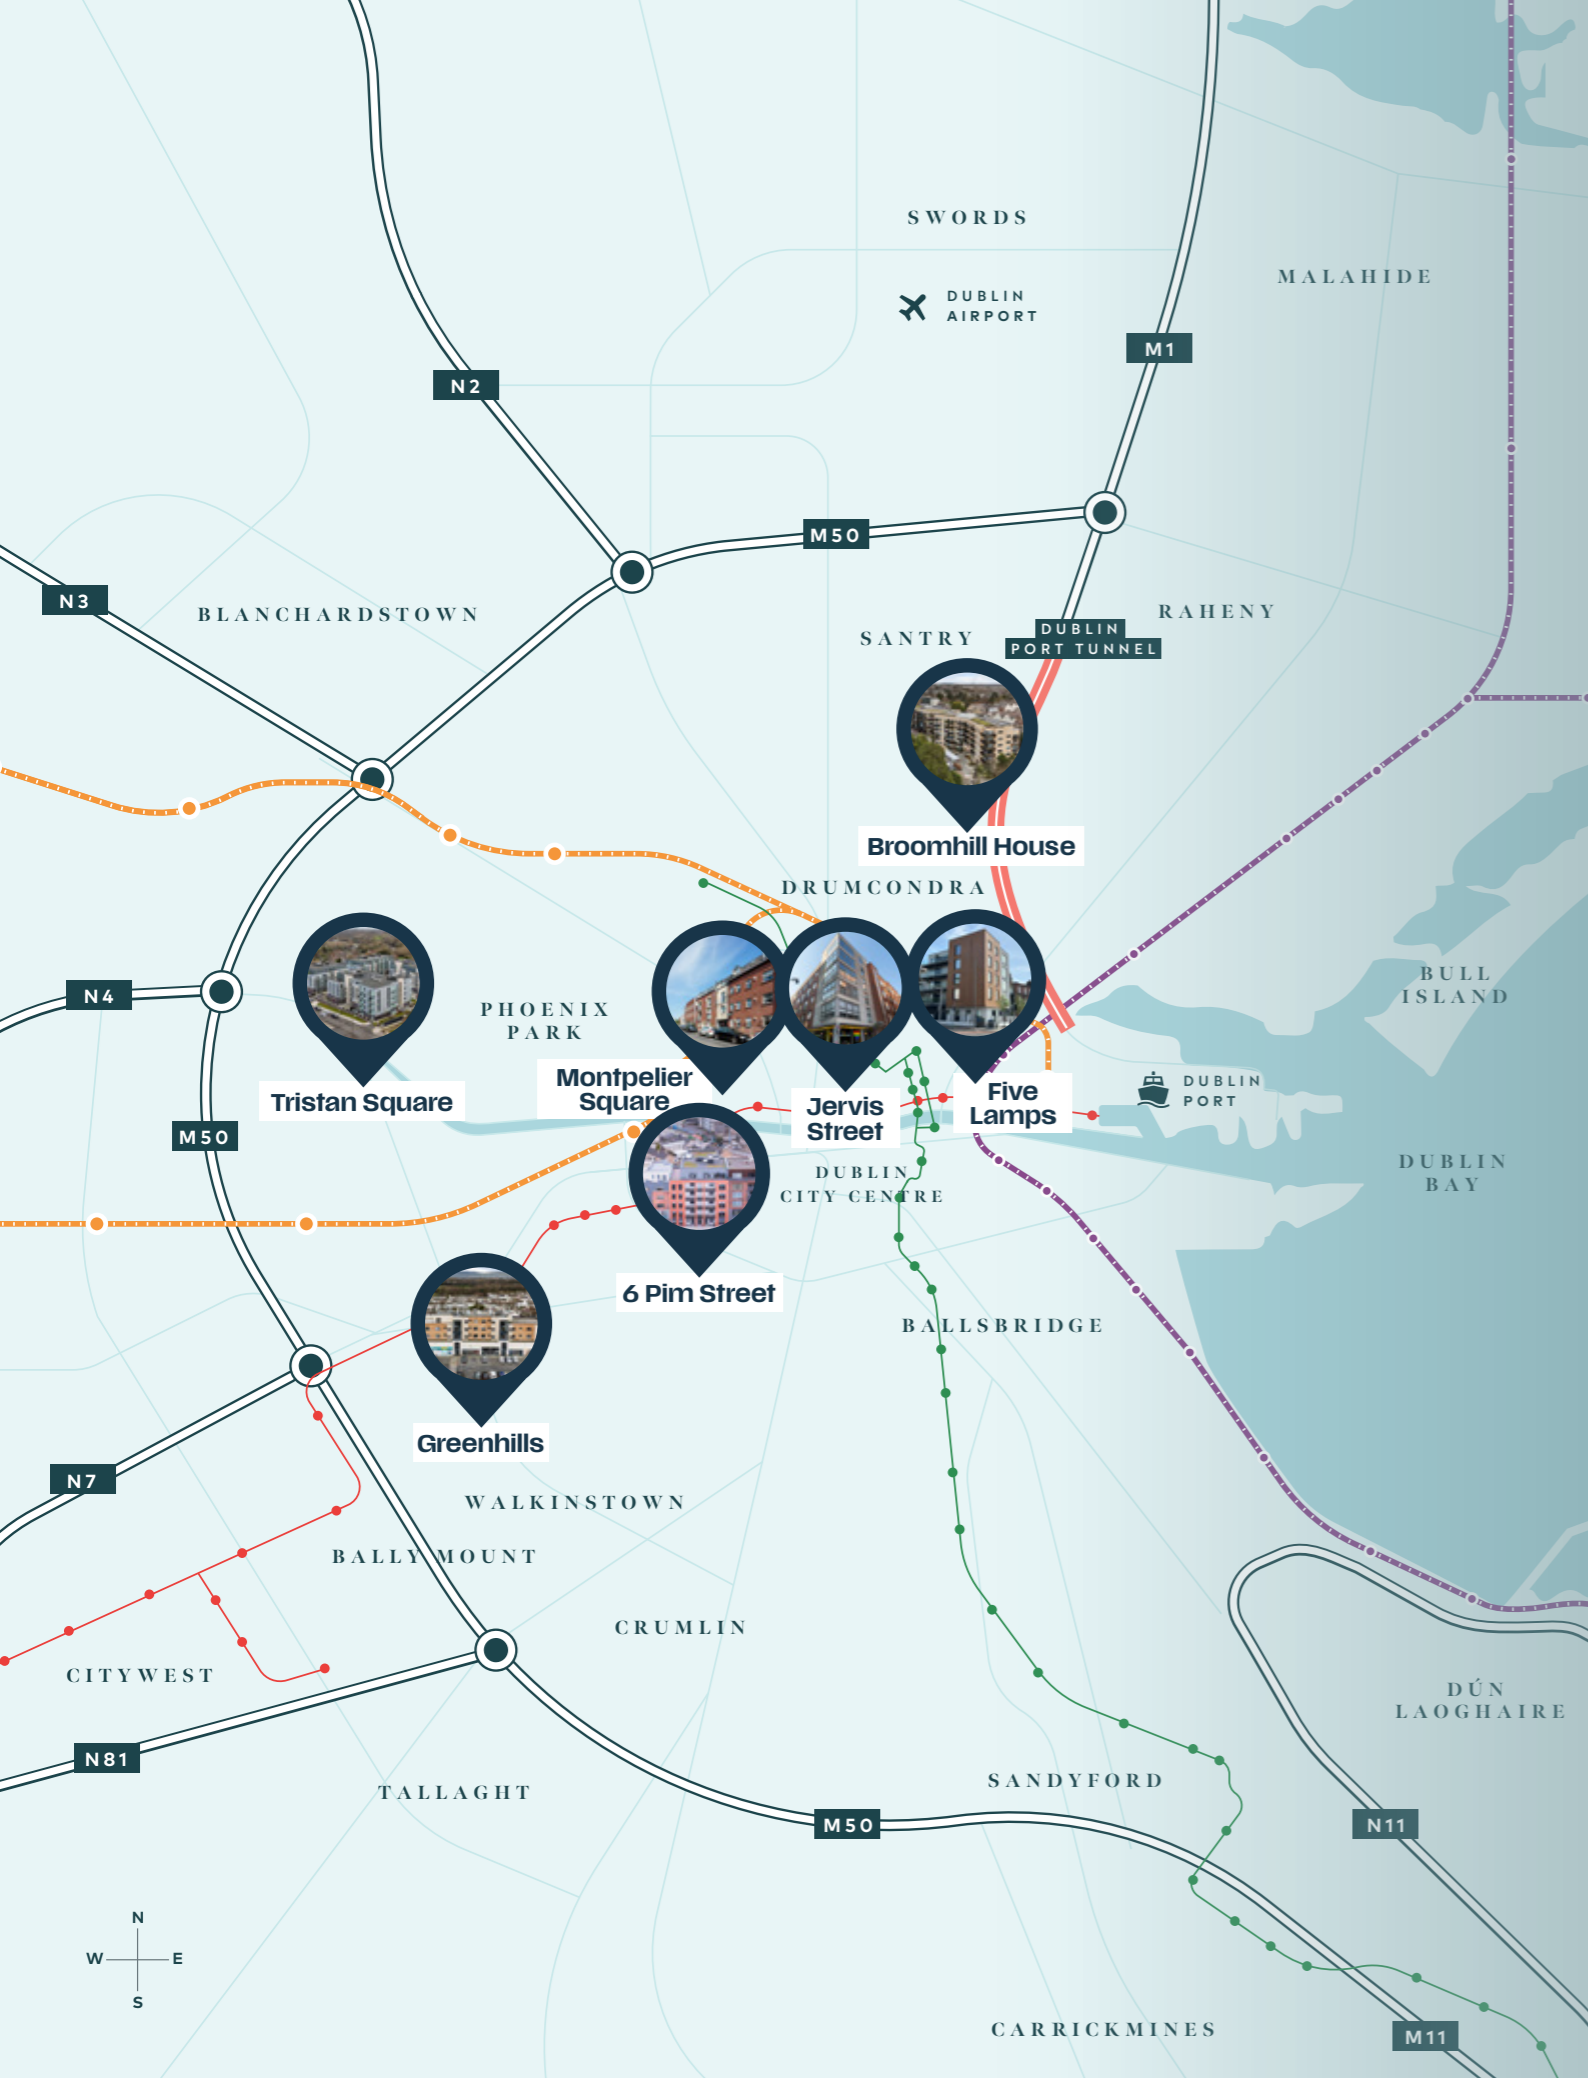 SWORDS
MALAHIDE
DUBLIN
AIRPORT
M1
N2
M50
N3
BLANCHARDSTOWN
RAHENY
DUBLIN
PORT TUNNEL
SANTRY
Broomhill House
DRUMCONDRA
N4
PHOENIX
PARK
BULL
ISLAND
Tristan Square
Montpelier
Square
Jervis
Street
Five
Lamps
DUBLIN
PORT
M50
DUBLIN
CITY CENTRE
DUBLIN
BAY
6 Pim Street
BALLSBRIDGE
Greenhills
N7
WALKINSTOWN
BALLY MOUNT
CRUMLIN
CITYWEST
DÚN
LAOGHAIRE
N81
TALLAGHT
SANDYFORD
M50
N11
N
W
E
S
CARRICKMINES
M11